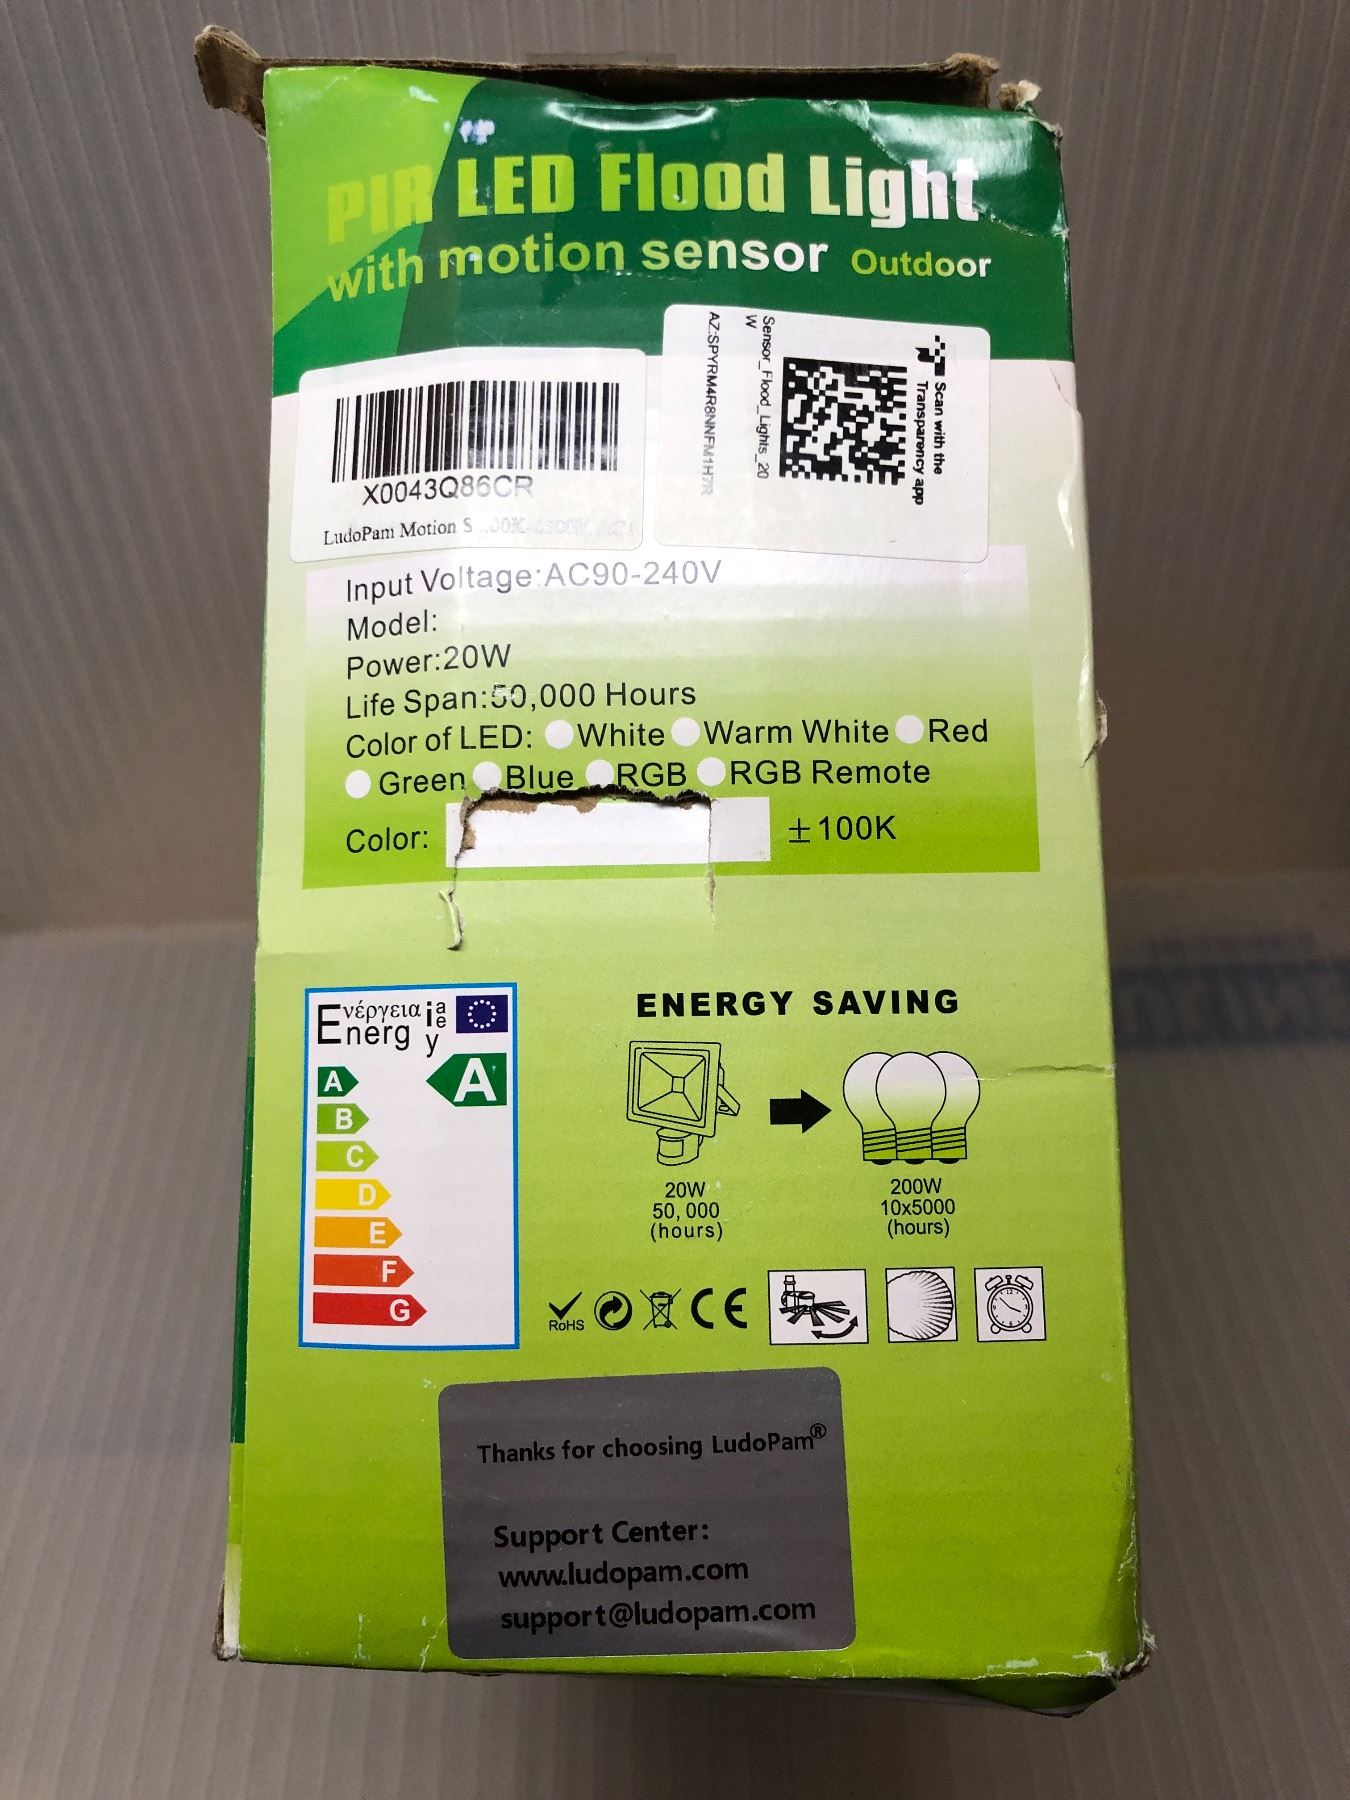 PIR LED Flood Light
with motion sensor Outdoor
X0043Q86CR
LudoPam Motion S
Scan with the
Transparency app
Sensor_Flood_Lights_20
W
AZ:SPYRM4R8NNFM1H7R
Input Voltage:AC90-240V
Model:
Power:20W
Life Span:50,000 Hours
Color of LED: White Warm White Red
Green Blue RGB RGB Remote
Color: ±100K
Ενέργεια
Energ
i
y
a
e
A
A
B
C
D
E
F
G
ENERGY SAVING
20W
50,000
(hours)
200W
10x5000
(hours)
RoHS
CE
Thanks for choosing LudoPam®
Support Center:
www.ludopam.com
support@ludopam.com